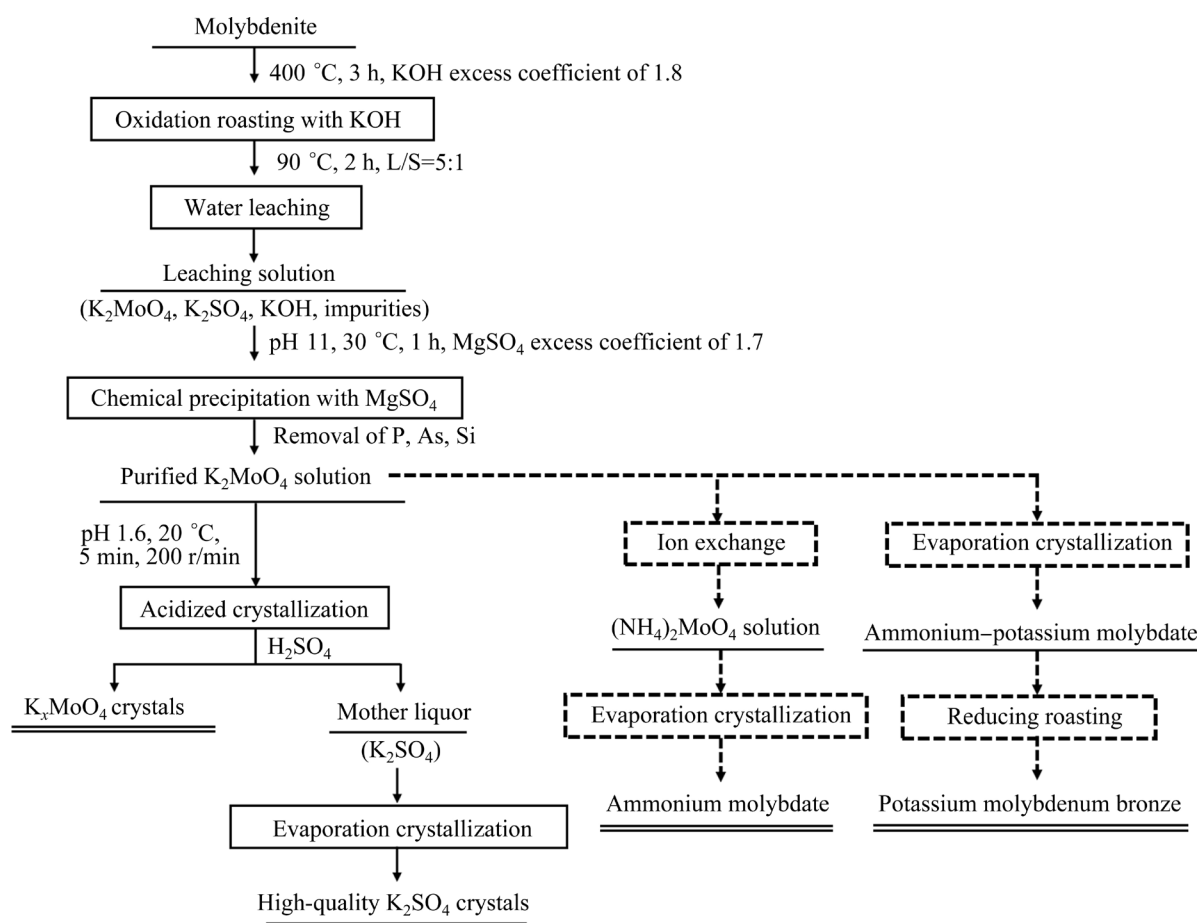 Molybdenite
400 °C, 3 h, KOH excess coefficient of 1.8
Oxidation roasting with KOH
90 °C, 2 h, L/S=5:1
Water leaching
Leaching solution
(K₂MoO₄, K₂SO₄, KOH, impurities)
pH 11, 30 °C, 1 h, MgSO₄ excess coefficient of 1.7
Chemical precipitation with MgSO₄
Removal of P, As, Si
Purified K₂MoO₄ solution
pH 1.6, 20 °C,
5 min, 200 r/min
Acidized crystallization
H₂SO₄
KₓMoO₄ crystals
Mother liquor
(K₂SO₄)
Evaporation crystallization
High-quality K₂SO₄ crystals
Ion exchange
(NH₄)₂MoO₄ solution
Evaporation crystallization
Ammonium molybdate
Evaporation crystallization
Ammonium−potassium molybdate
Reducing roasting
Potassium molybdenum bronze